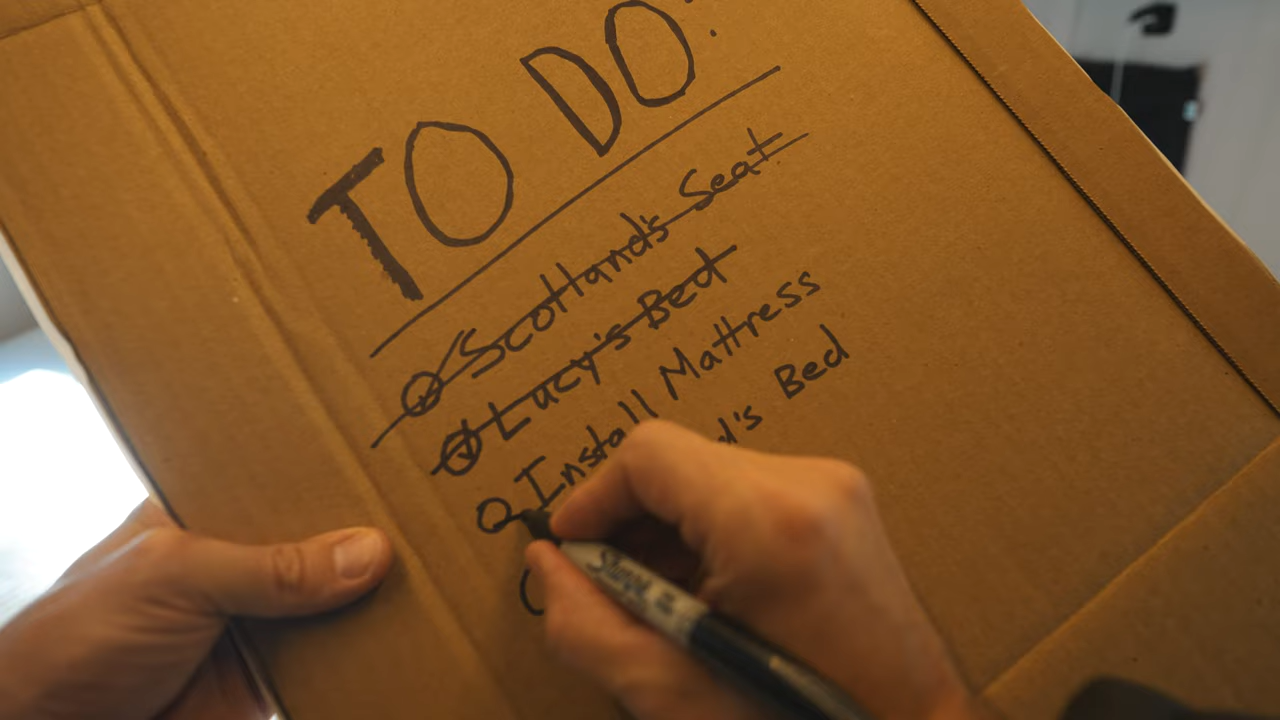 TO DO:
Scotland's Seat
Lucy's Bed
Install Mattress
Bed
Sharpie